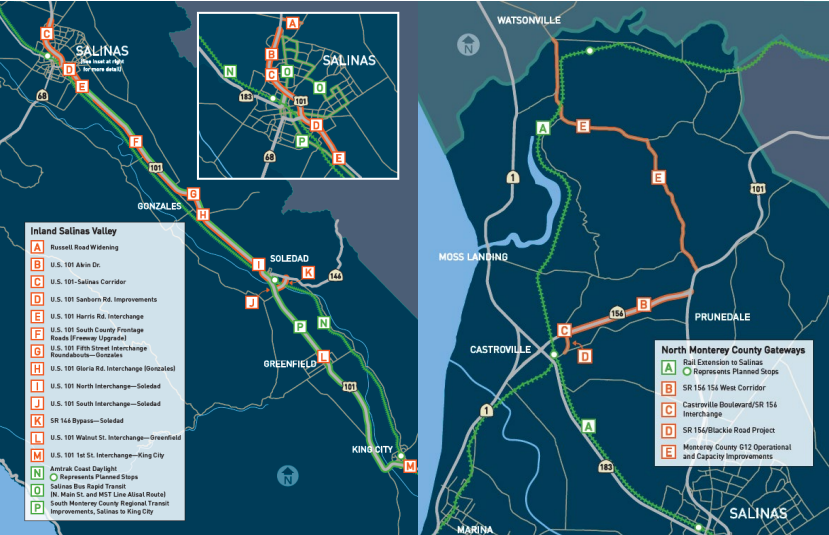 C
SALINAS
(See inset at right
for more detail)
D
E
68
F
101
G
GONZALES
H
I
SOLEDAD
K
146
J
P
N
GREENFIELD
L
101
KING CITY
M
N
A
B
SALINAS
N
O
C
O
183
101
D
P
68
E
Inland Salinas Valley
A Russell Road Widening
B U.S. 101 Alvin Dr.
C U.S. 101–Salinas Corridor
D U.S. 101 Sanborn Rd. Improvements
E U.S. 101 Harris Rd. Interchange
F U.S. 101 South County Frontage
Roads (Freeway Upgrade)
G U.S. 101 Fifth Street Interchange
Roundabouts—Gonzales
H U.S. 101 Gloria Rd. Interchange (Gonzales)
I U.S. 101 North Interchange—Soledad
J U.S. 101 South Interchange—Soledad
K SR 146 Bypass—Soledad
L U.S. 101 Walnut St. Interchange—Greenfield
M U.S. 101 1st St. Interchange—King City
N Amtrak Coast Daylight
Represents Planned Stops
O Salinas Bus Rapid Transit
(N. Main St. and MST Line Alisal Route)
P South Monterey County Regional Transit
Improvements, Salinas to King City
WATSONVILLE
N
A
E
E
1
101
MOSS LANDING
156
B
C
PRUNEDALE
CASTROVILLE
D
1
A
183
SALINAS
MARINA
North Monterey County Gateways
A Rail Extension to Salinas
Represents Planned Stops
B SR 156 156 West Corridor
C Castroville Boulevard/SR 156
Interchange
D SR 156/Blackie Road Project
E Monterey County G12 Operational
and Capacity Improvements